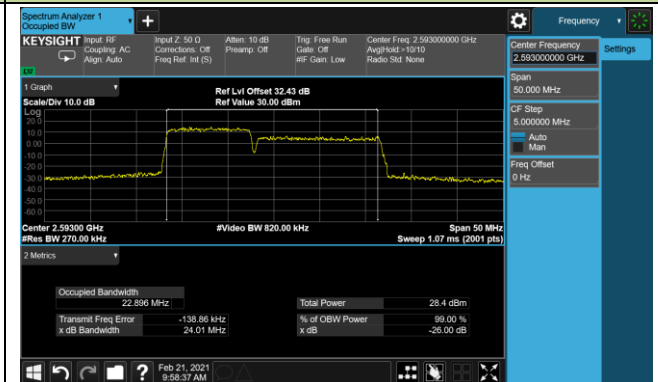 Spectrum Analyzer 1
Occupied BW
+
Frequency
KEYSIGHT Input: RF
Coupling: AC
Align: Auto
Input Z: 50 Ω
Corrections: Off
Freq Ref: Int (S)
Atten: 10 dB
Preamp: Off
Trig: Free Run
Gate: Off
#IF Gain: Low
Center Freq: 2.593000000 GHz
Avg|Hold:>10/10
Radio Std: None
LXI
Center Frequency
2.593000000 GHz
Settings
Span
50.000 MHz
CF Step
5.000000 MHz
Auto
Man
Freq Offset
0 Hz
1 Graph
Scale/Div 10.0 dB
Ref Lvl Offset 32.43 dB
Ref Value 30.00 dBm
Log
20.0
10.0
0.00
-10.0
-20.0
-30.0
-40.0
-50.0
-60.0
Center 2.59300 GHz
#Res BW 270.00 kHz
#Video BW 820.00 kHz
Span 50 MHz
Sweep 1.07 ms (2001 pts)
2 Metrics
Occupied Bandwidth
22.896 MHz
Total Power 28.4 dBm
Transmit Freq Error -138.86 kHz
% of OBW Power 99.00 %
x dB Bandwidth 24.01 MHz
x dB -26.00 dB
?
Feb 21, 2021
9:58:37 AM